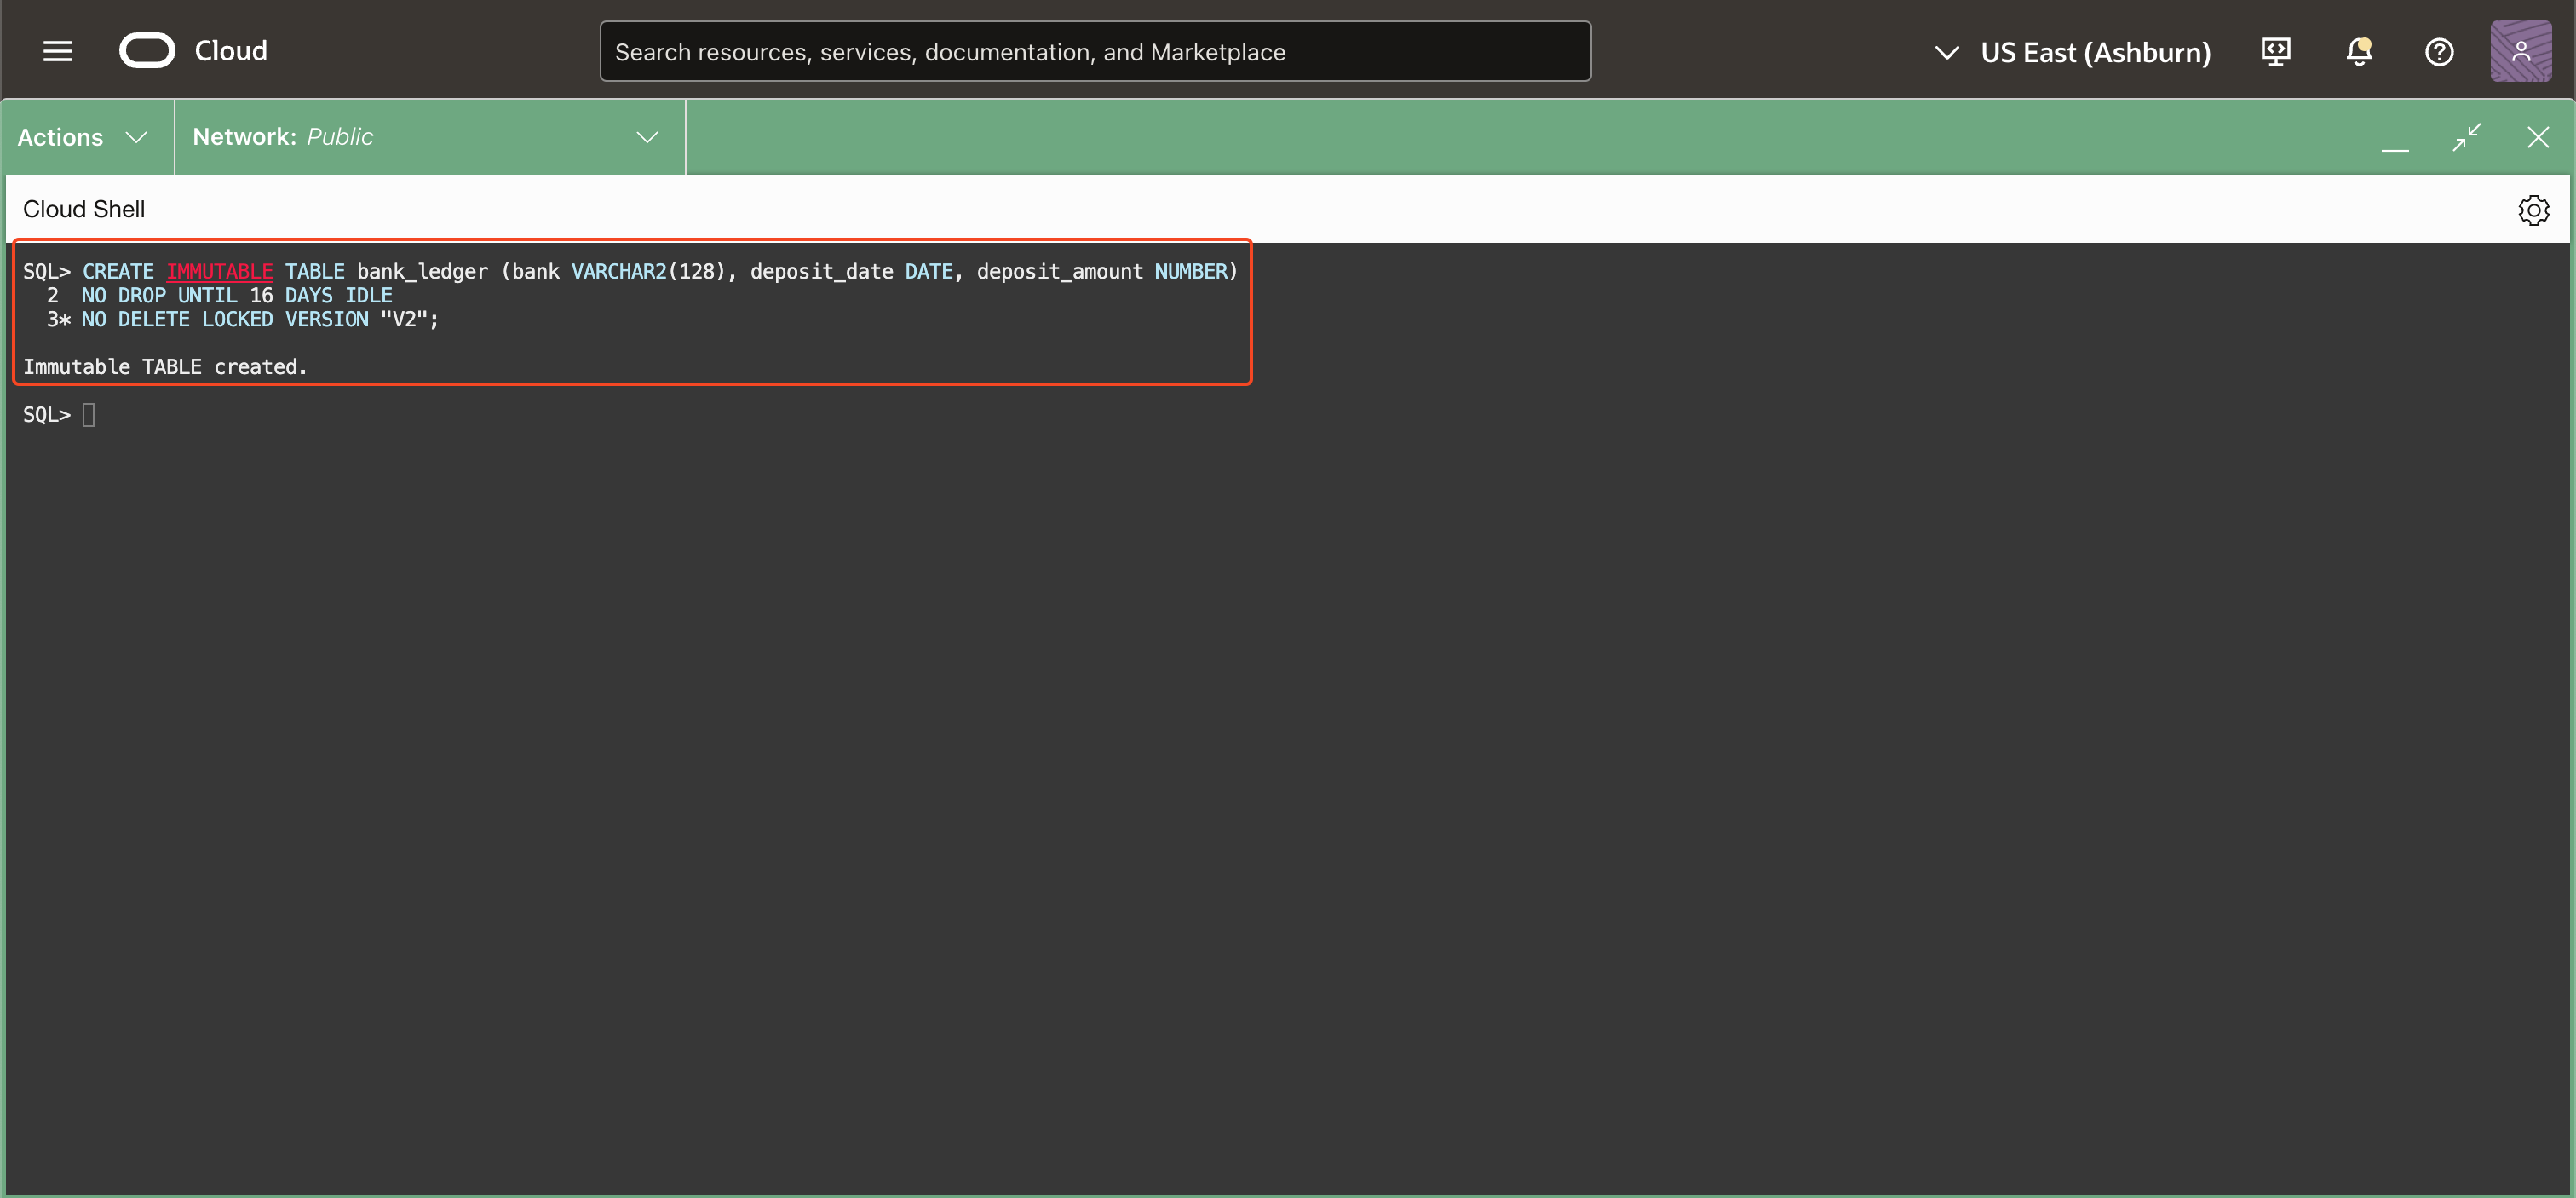 Cloud
Search resources, services, documentation, and Marketplace
US East (Ashburn)
Actions
Network: Public
Cloud Shell
SQL> CREATE IMMUTABLE TABLE bank_ledger (bank VARCHAR2(128), deposit_date DATE, deposit_amount NUMBER)
2 NO DROP UNTIL 16 DAYS IDLE
3* NO DELETE LOCKED VERSION "V2";
Immutable TABLE created.
SQL>